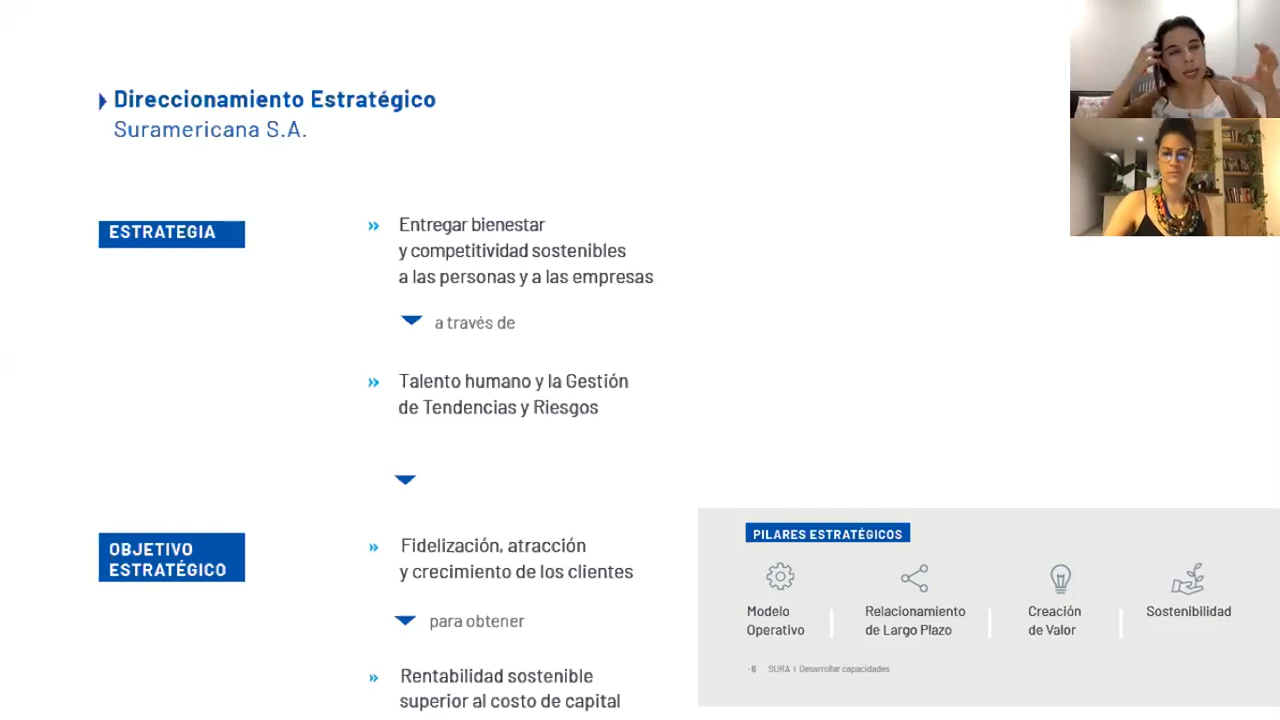 Direccionamiento Estratégico
Suramericana S.A.
ESTRATEGIA
» Entregar bienestar
y competitividad sostenibles
a las personas y a las empresas
a través de
» Talento humano y la Gestión
de Tendencias y Riesgos
OBJETIVO
ESTRATÉGICO
» Fidelización, atracción
y crecimiento de los clientes
para obtener
» Rentabilidad sostenible
superior al costo de capital
PILARES ESTRATÉGICOS
Modelo
Operativo
Relacionamiento
de Largo Plazo
Creación
de Valor
Sostenibilidad
· 6 SURA | Desarrollar capacidades